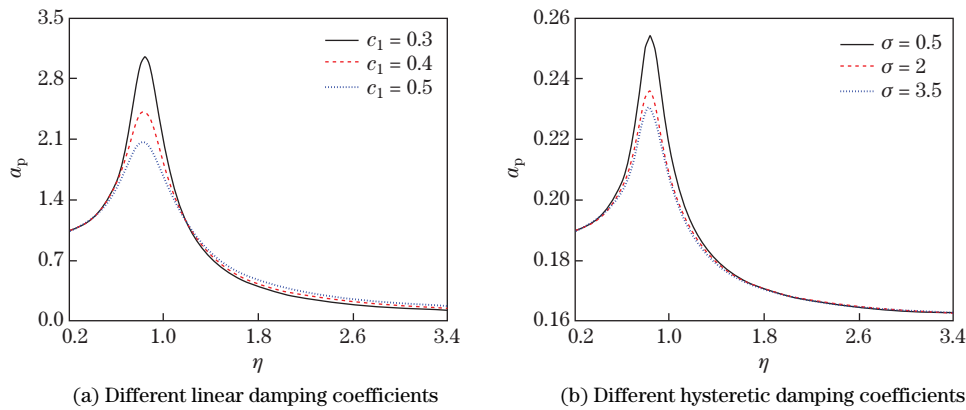 3.5
2.8
2.1
1.4
0.7
0.0
aₚ
c₁ = 0.3
c₁ = 0.4
c₁ = 0.5
0.2 1.0 1.8 2.6 3.4
η
(a) Different linear damping coefficients
0.26
0.24
0.22
0.20
0.18
0.16
aₚ
σ = 0.5
σ = 2
σ = 3.5
0.2 1.0 1.8 2.6 3.4
η
(b) Different hysteretic damping coefficients